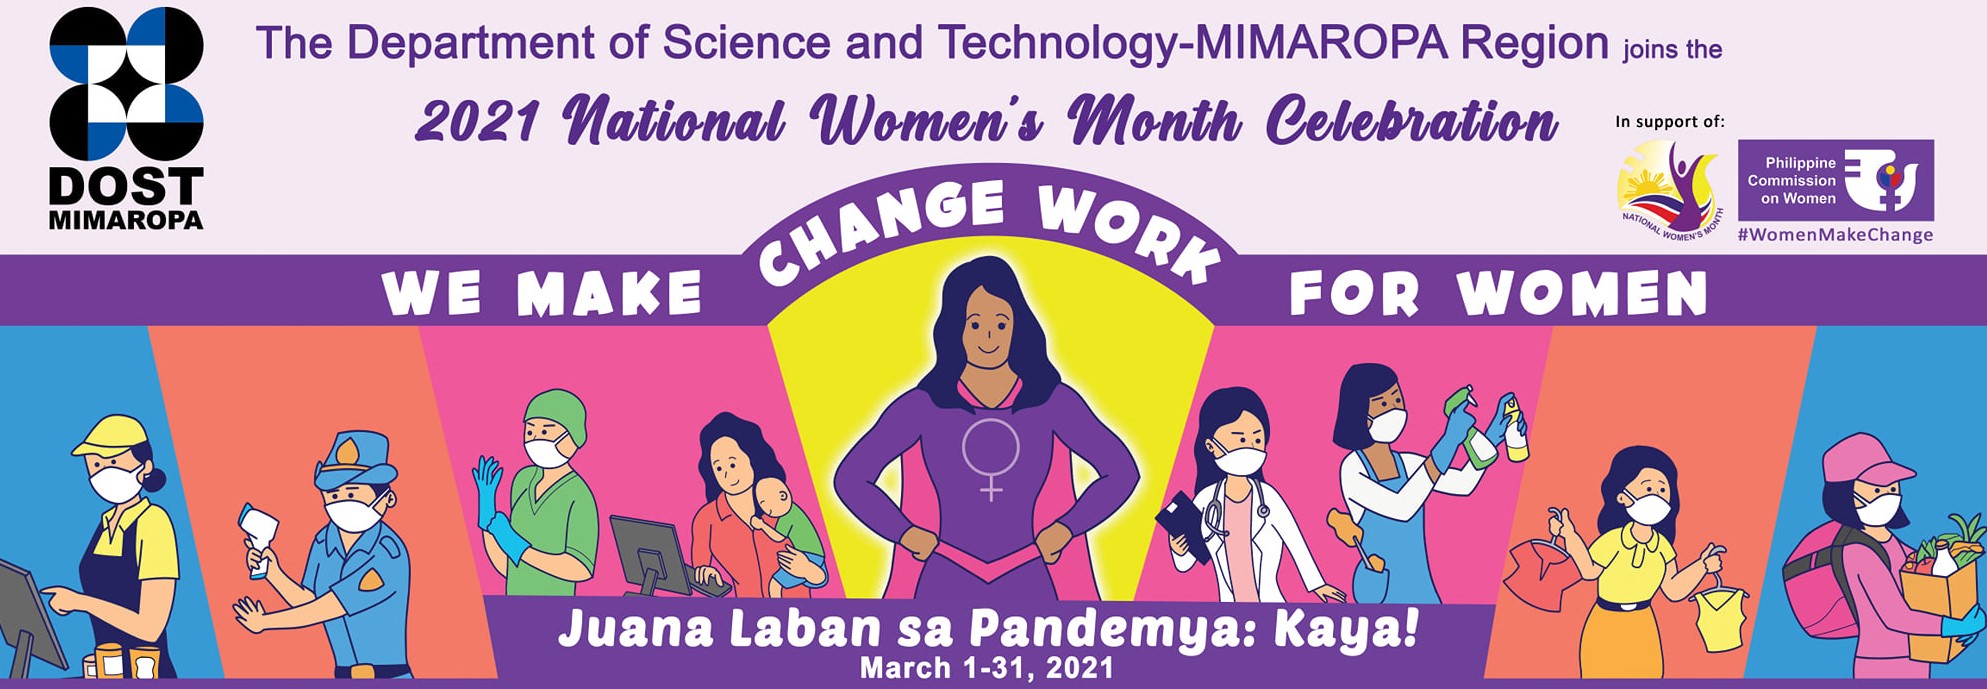 The Department of Science and Technology-MIMAROPA Region joins the
2021 National Women's Month Celebration
DOST
MIMAROPA
In support of:
NATIONAL WOMEN'S MONTH
Philippine
Commission
on Women
#WomenMakeChange
WE MAKE CHANGE WORK FOR WOMEN
Juana Laban sa Pandemya: Kaya!
March 1-31, 2021